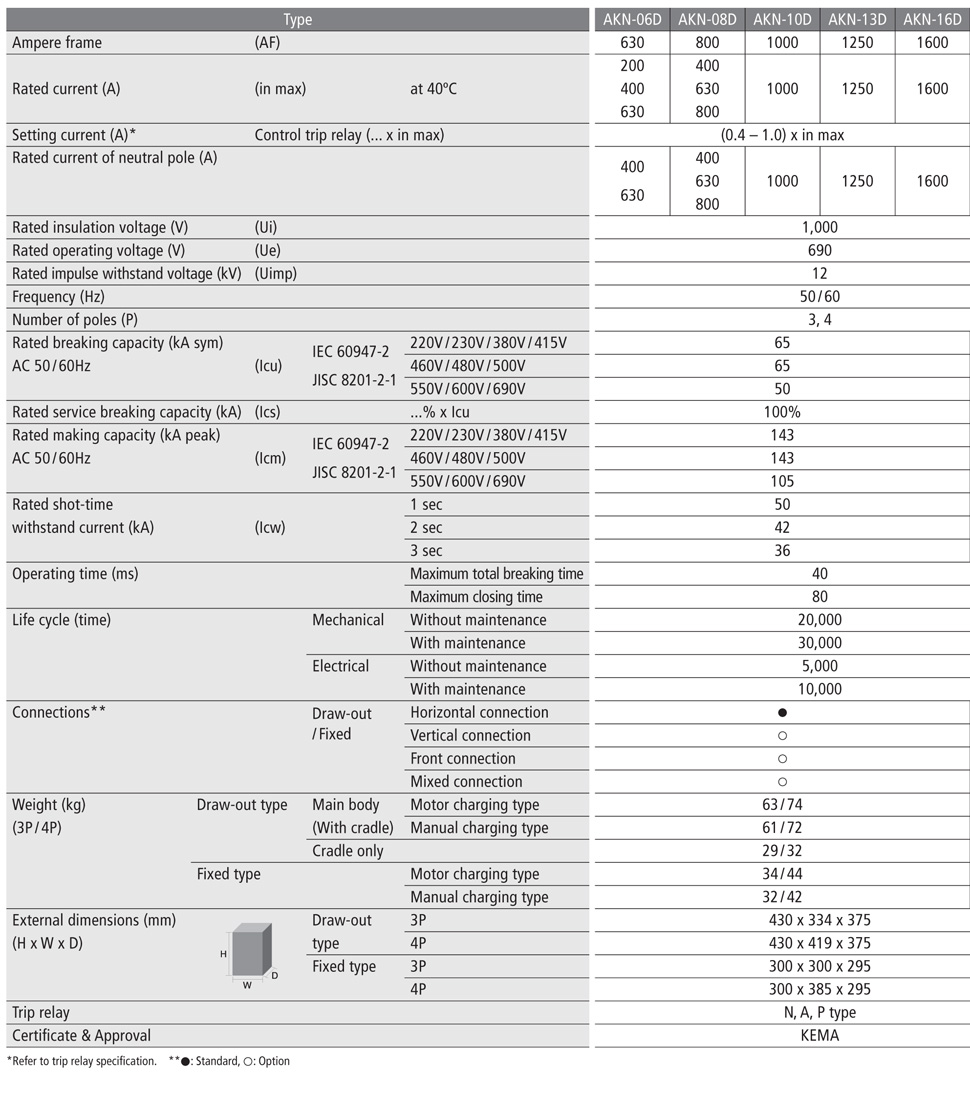 Type AKN-06D AKN-08D AKN-10D AKN-13D AKN-16D
Ampere frame (AF) 630 800 1000 1250 1600
200 400
Rated current (A) (in max) at 40ºC 400 630 1000 1250 1600
630 800
Setting current (A)* Control trip relay (... x in max) (0.4 – 1.0) x in max
Rated current of neutral pole (A) 400 400
630 1000 1250 1600
630 800
Rated insulation voltage (V) (Ui) 1,000
Rated operating voltage (V) (Ue) 690
Rated impulse withstand voltage (kV) (Uimp) 12
Frequency (Hz) 50/60
Number of poles (P) 3, 4
Rated breaking capacity (kA sym) IEC 60947-2 220V/230V/380V/415V 65
AC 50/60Hz (Icu) JISC 8201-2-1 460V/480V/500V 65
550V/600V/690V 50
Rated service breaking capacity (kA) (Ics) ...% x Icu 100%
Rated making capacity (kA peak) IEC 60947-2 220V/230V/380V/415V 143
AC 50/60Hz (Icm) JISC 8201-2-1 460V/480V/500V 143
550V/600V/690V 105
Rated shot-time 1 sec 50
withstand current (kA) (Icw) 2 sec 42
3 sec 36
Operating time (ms) Maximum total breaking time 40
Maximum closing time 80
Life cycle (time) Mechanical Without maintenance 20,000
With maintenance 30,000
Electrical Without maintenance 5,000
With maintenance 10,000
Connections** Draw-out Horizontal connection ●
/Fixed Vertical connection ○
Front connection ○
Mixed connection ○
Weight (kg) Draw-out type Main body Motor charging type 63/74
(3P/4P) (With cradle) Manual charging type 61/72
Cradle only 29/32
Fixed type Motor charging type 34/44
Manual charging type 32/42
External dimensions (mm) Draw-out 3P 430 x 334 x 375
(H x W x D) type 4P 430 x 419 x 375
H Fixed type 3P 300 x 300 x 295
D
W 4P 300 x 385 x 295
Trip relay N, A, P type
Certificate & Approval KEMA
*Refer to trip relay specification. **●: Standard, ○: Option